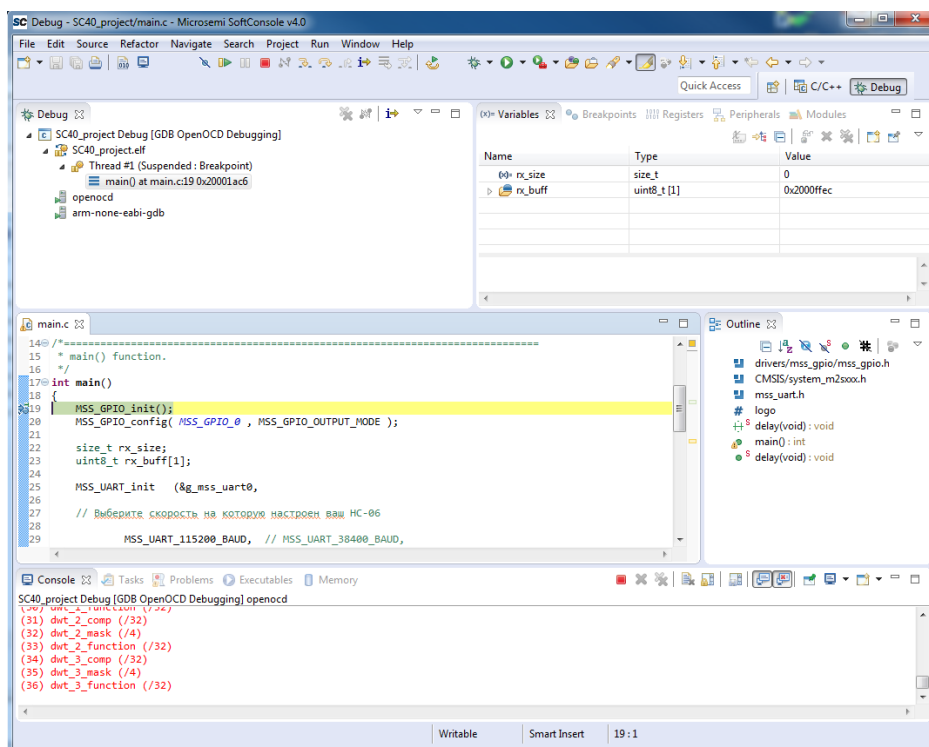 Debug - SC40_project/main.c - Microsemi SoftConsole v4.0
File Edit Source Refactor Navigate Search Project Run Window Help
Quick Access C/C++ Debug
Debug
SC40_project Debug [GDB OpenOCD Debugging]
SC40_project.elf
Thread #1 (Suspended : Breakpoint)
main() at main.c:19 0x20001ac6
openocd
arm-none-eabi-gdb
(x)= Variables Breakpoints Registers Peripherals Modules
Name Type Value
rx_size size_t 0
rx_buff uint8_t [1] 0x2000ffec
main.c
14 /*==============================================================================
15 * main() function.
16 */
17 int main()
18 {
19 MSS_GPIO_init();
20 MSS_GPIO_config( MSS_GPIO_0 , MSS_GPIO_OUTPUT_MODE );
21
22 size_t rx_size;
23 uint8_t rx_buff[1];
24
25 MSS_UART_init (&g_mss_uart0,
26
27 // Выберите скорость на которую настроен ваш HC-06
28
29 MSS_UART_115200_BAUD, // MSS_UART_38400_BAUD,
Outline
drivers/mss_gpio/mss_gpio.h
CMSIS/system_m2sxxx.h
mss_uart.h
logo
delay(void) : void
main() : int
delay(void) : void
Console Tasks Problems Executables Memory
SC40_project Debug [GDB OpenOCD Debugging] openocd
(30) dwt_1_function (/32)
(31) dwt_2_comp (/32)
(32) dwt_2_mask (/4)
(33) dwt_2_function (/32)
(34) dwt_3_comp (/32)
(35) dwt_3_mask (/4)
(36) dwt_3_function (/32)
Writable Smart Insert 19 : 1